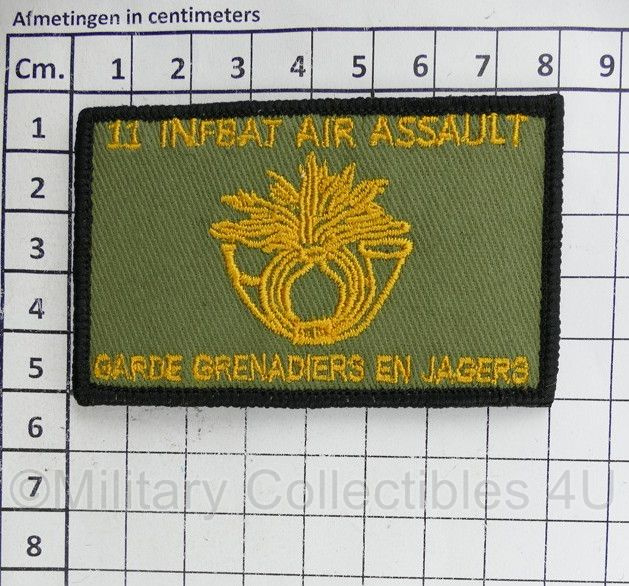 Afmetingen in centimeters
Cm. 1 2 3 4 5 6 7 8 9
1
11 INFBAT AIR ASSAULT
2
3
4
5
GARDE GRENADIERS EN JAGERS
6
7
©Military Collectibles 4U
8